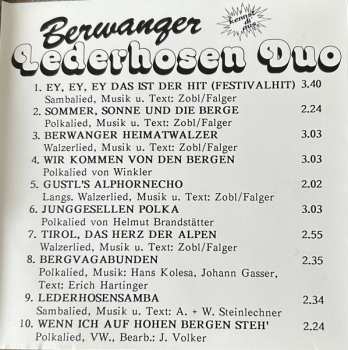 Berwanger
kennst di aus
Lederhosen Duo
1. EY, EY, EY DAS IST DER HIT (FESTIVALHIT) 3.40
Sambalied, Musik u. Text: Zobl/Falger
2. SOMMER, SONNE UND DIE BERGE 2.24
Polkalied, Musik u. Text: Zobl/Falger
3. BERWANGER HEIMATWALZER 3.03
Walzerlied, Musik u. Text: Zobl/Falger
4. WIR KOMMEN VON DEN BERGEN 3.03
Polkalied von Winkler
5. GUSTL'S ALPHORNECHO 2.02
Langs. Walzerlied, Musik u. Text: Zobl/Falger
6. JUNGGESELLEN POLKA 3.03
Polkalied von Helmut Brandstätter
7. TIROL, DAS HERZ DER ALPEN 2.55
Walzerlied, Musik u. Text: Zobl/Falger
8. BERGVAGABUNDEN 2.35
Polkalied, Musik: Hans Kolesa, Johann Gasser,
Text: Erich Hartinger
9. LEDERHOSENSAMBA 2.34
Sambalied, Musik u. Text: A. + W. Steinlechner
10. WENN ICH AUF HOHEN BERGEN STEH' 2.24
Polkalied, VW., Bearb.: J. Volker